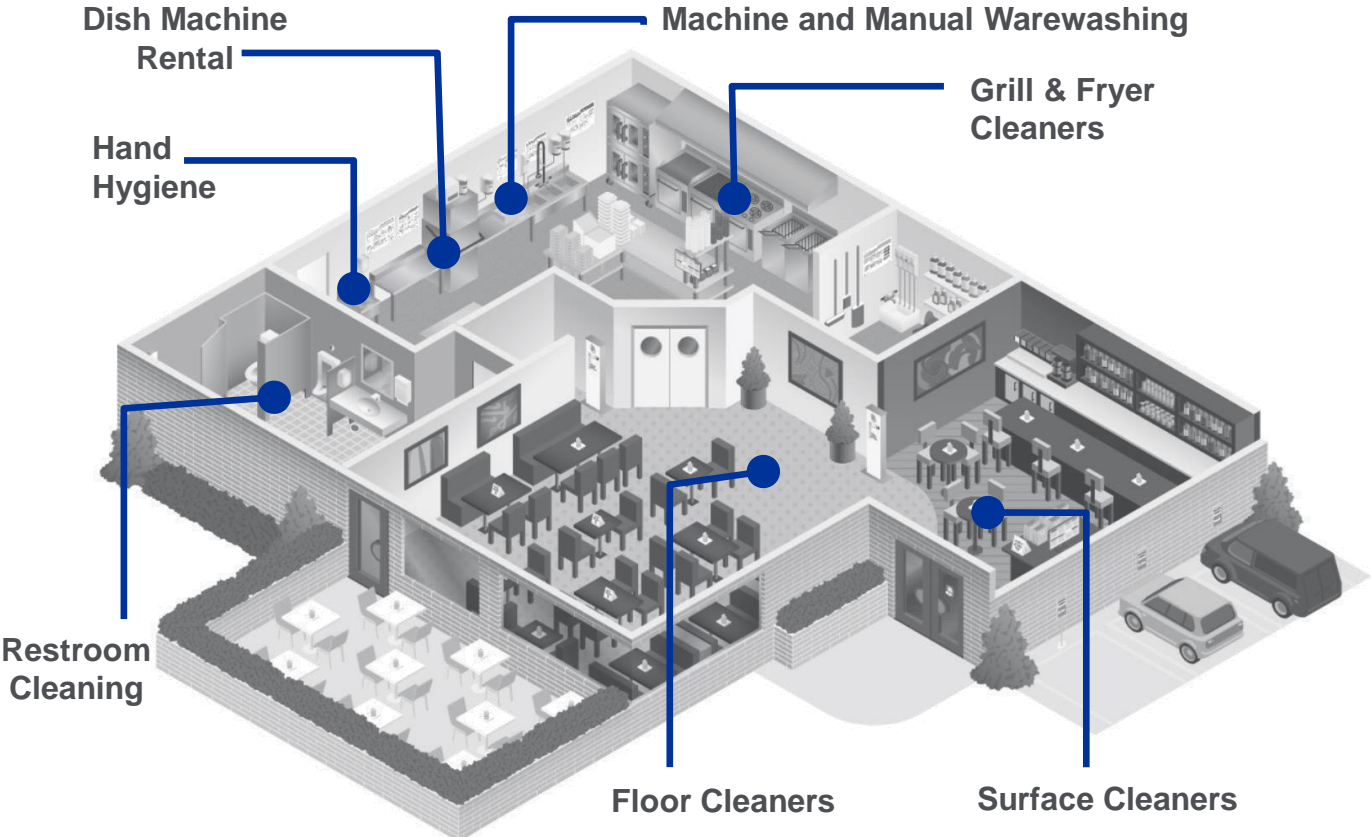 Dish Machine
Rental
Machine and Manual Warewashing
Grill & Fryer
Cleaners
Hand
Hygiene
Restroom
Cleaning
Floor Cleaners
Surface Cleaners